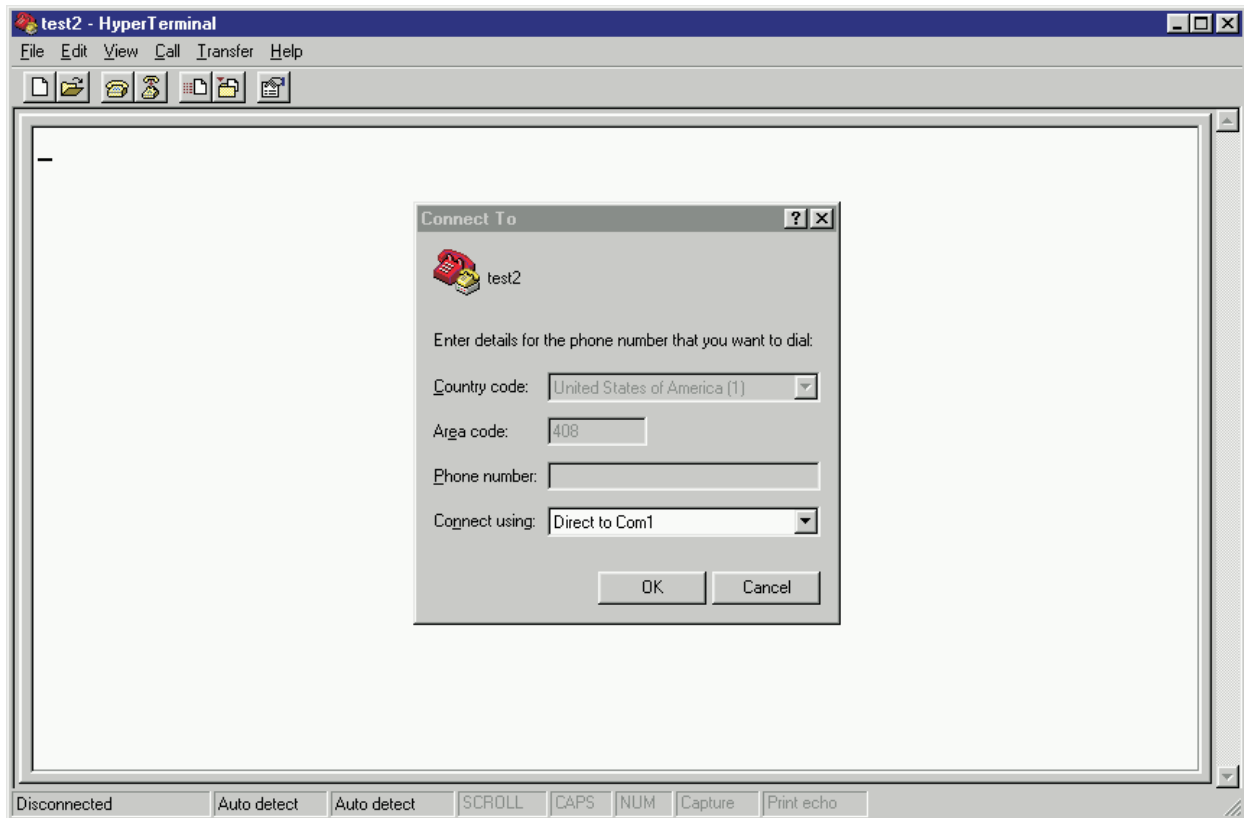 test2 - HyperTerminal
File Edit View Call Transfer Help
Connect To
test2
Enter details for the phone number that you want to dial:
Country code: United States of America (1)
Area code: 408
Phone number:
Connect using: Direct to Com1
OK Cancel
Disconnected Auto detect Auto detect SCROLL CAPS NUM Capture Print echo